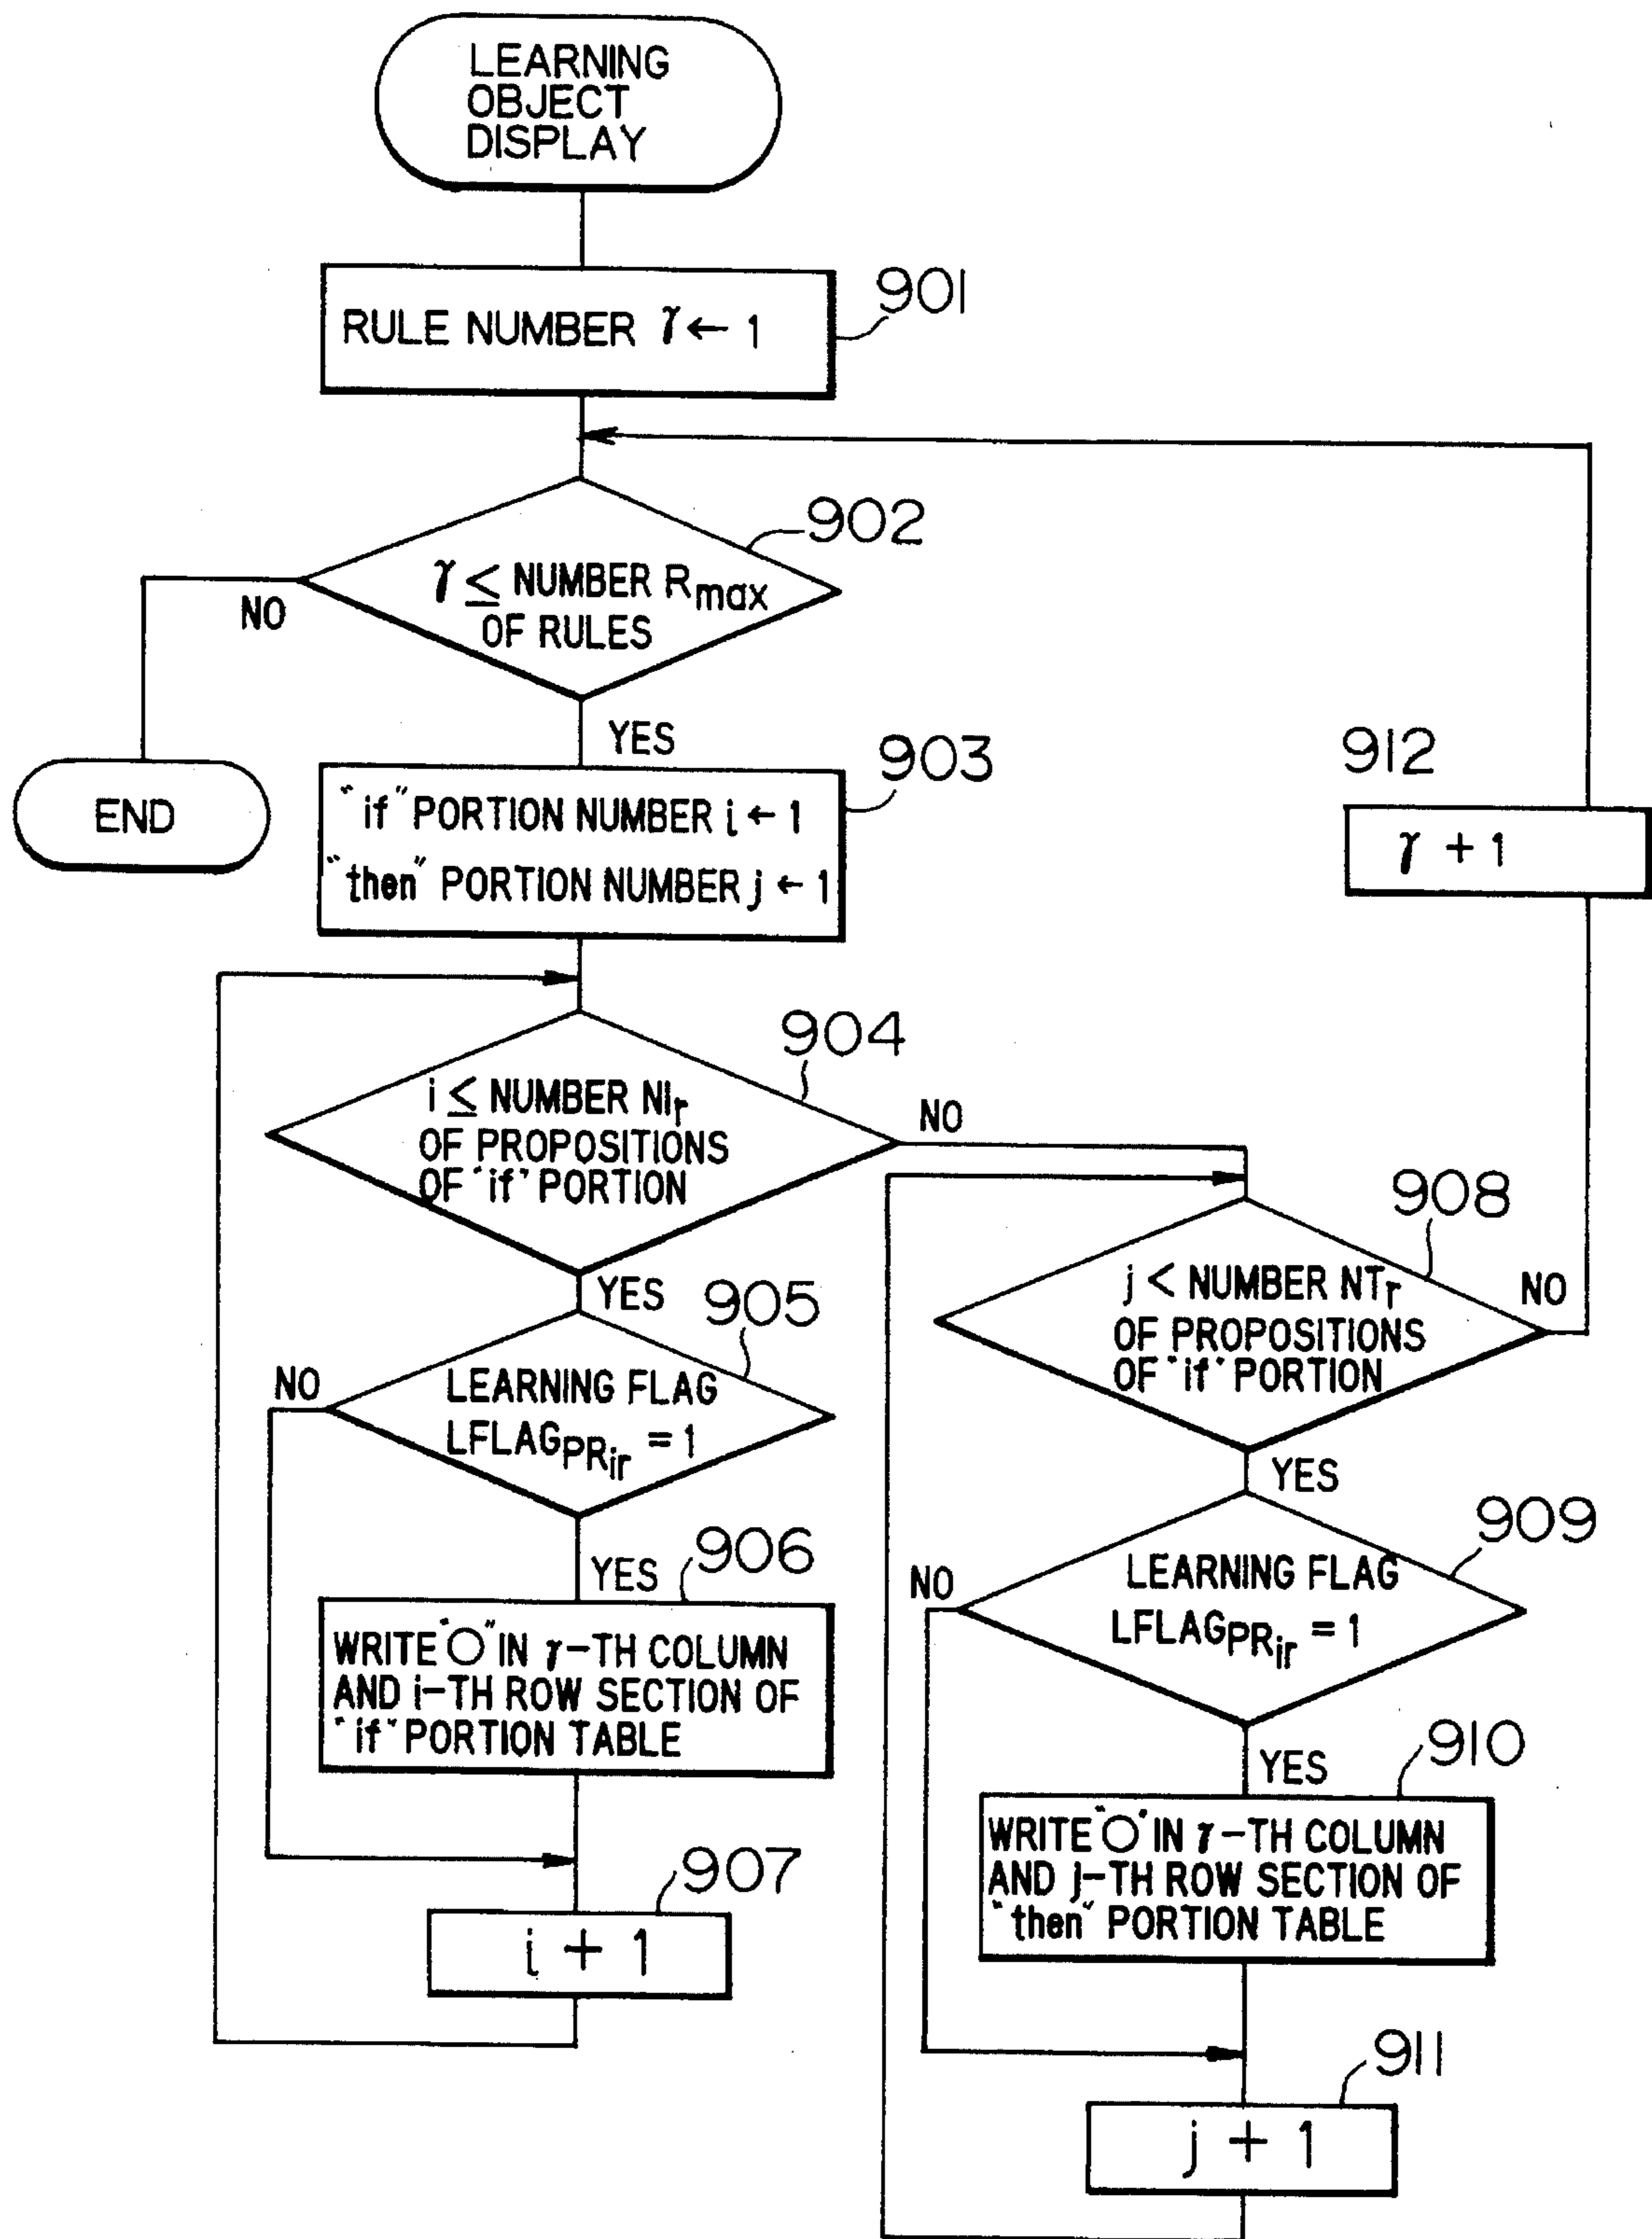 LEARNING
OBJECT
DISPLAY
901
RULE NUMBER γ ← 1
902
γ ≤ NUMBER Rmax
OF RULES
NO
YES
END
903
"if" PORTION NUMBER i ← 1
"then" PORTION NUMBER j ← 1
912
γ + 1
904
i ≤ NUMBER NIr
OF PROPOSITIONS
OF "if" PORTION
NO
YES
905
LEARNING FLAG
LFLAGPRir = 1
NO
YES
906
WRITE "○" IN γ-TH COLUMN
AND i-TH ROW SECTION OF
"if" PORTION TABLE
907
i + 1
908
j < NUMBER NTr
OF PROPOSITIONS
OF "if" PORTION
NO
YES
909
LEARNING FLAG
LFLAGPRir = 1
NO
YES
910
WRITE "○" IN γ-TH COLUMN
AND j-TH ROW SECTION OF
"then" PORTION TABLE
911
j + 1